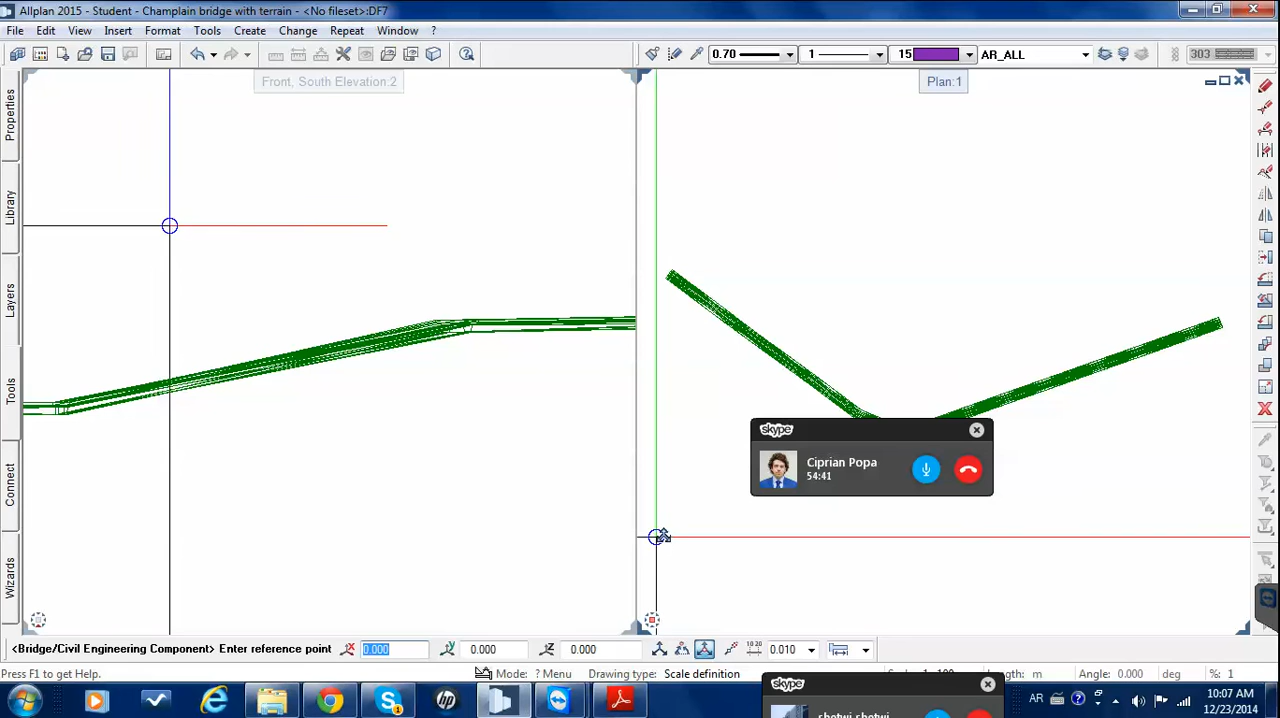 Allplan 2015 - Student - Champlain bridge with terrain - <No fileset>:DF7
File Edit View Insert Format Tools Create Change Repeat Window ?
0.70 1 15 AR_ALL 303
Front, South Elevation:2
Plan:1
Properties
Library
Layers
Tools
Connect
Wizards
skype
Ciprian Popa
54:41
<Bridge/Civil Engineering Component> Enter reference point 0.000 0.000 0.000 0.010
Press F1 to get Help. Mode: ? Menu Drawing type: Scale definition m Angle: 0.000 %: 1
skype
AR
10:07 AM
12/23/2014